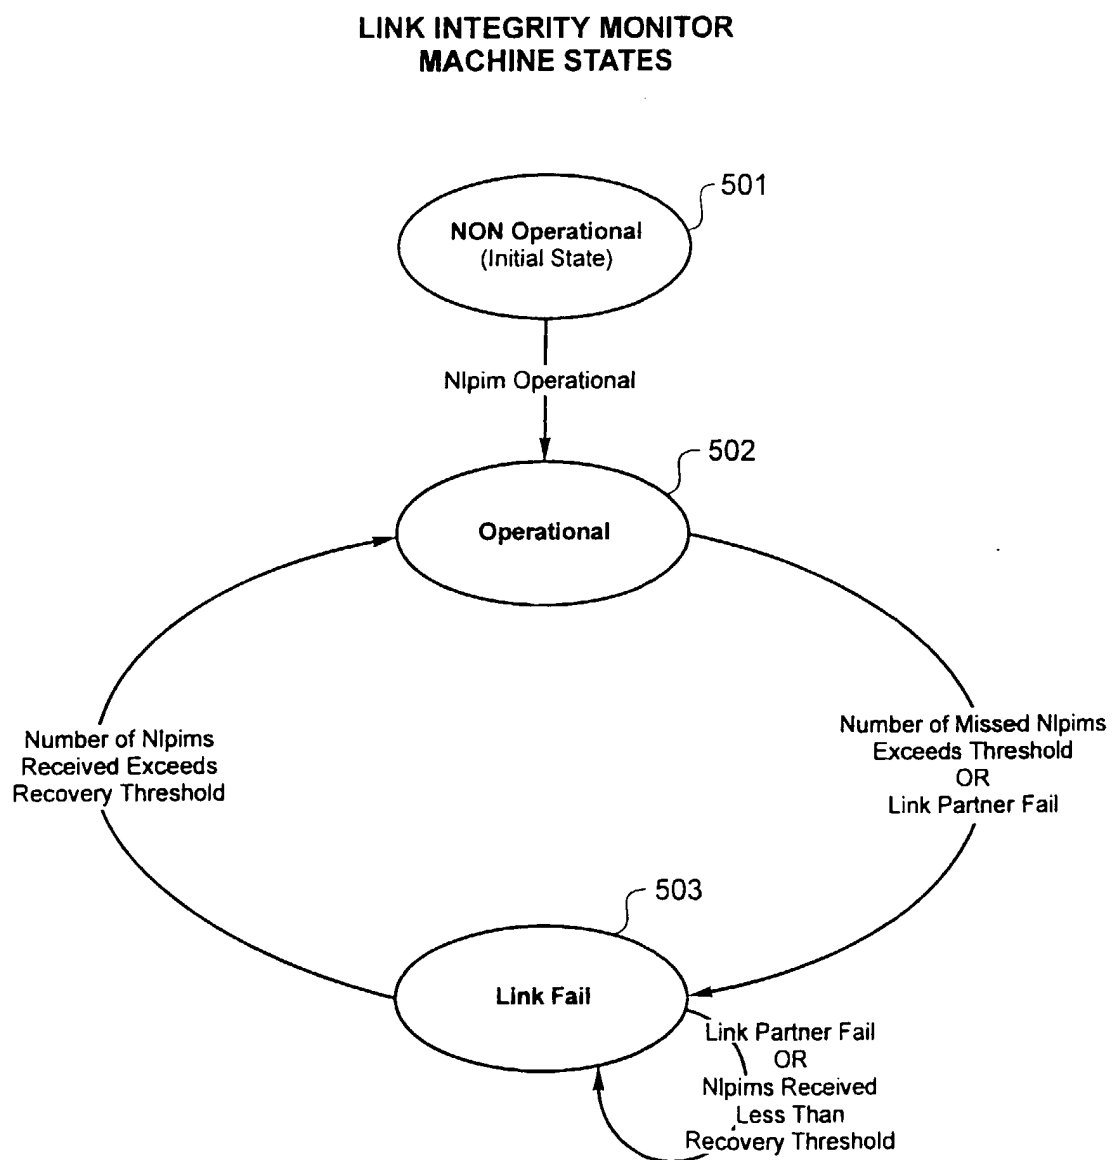 LINK INTEGRITY MONITOR
MACHINE STATES
501
NON Operational
(Initial State)
Nlpim Operational
502
Operational
Number of Nlpims
Received Exceeds
Recovery Threshold
Number of Missed Nlpims
Exceeds Threshold
OR
Link Partner Fail
503
Link Fail
Link Partner Fail
OR
Nlpims Received
Less Than
Recovery Threshold